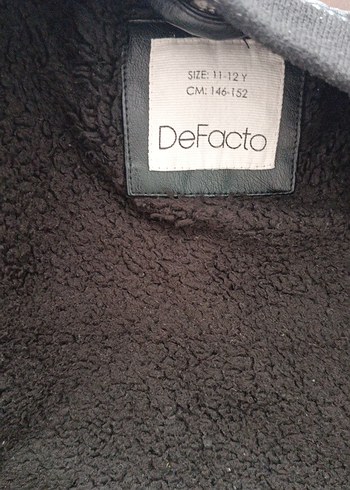 SIZE: 11-12 Y
CM: 146-152
DeFacto